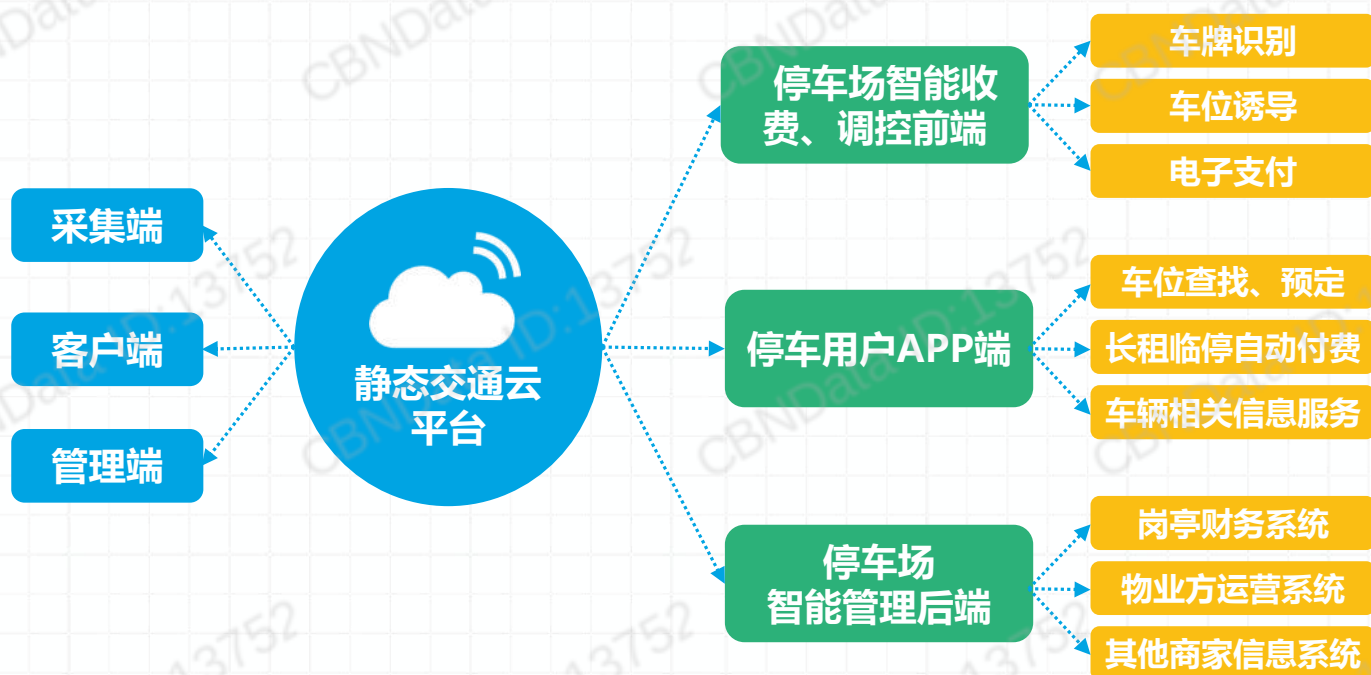 采集端
客户端
管理端
静态交通云
平台
停车场智能收
费、调控前端
车牌识别
车位诱导
电子支付
停车用户APP端
车位查找、预定
长租临停自动付费
车辆相关信息服务
停车场
智能管理后端
岗亭财务系统
物业方运营系统
其他商家信息系统
CBNData ID:13752